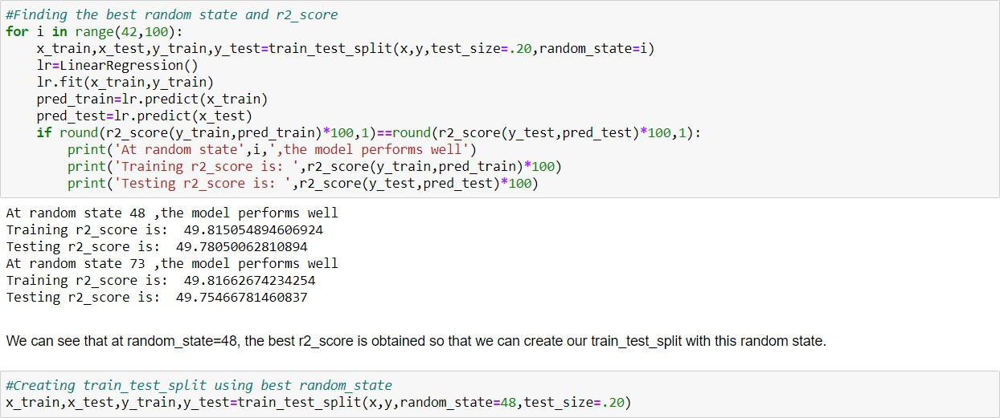 #Finding the best random state and r2_score
for i in range(42,100):
    x_train,x_test,y_train,y_test=train_test_split(x,y,test_size=.20,random_state=i)
    lr=LinearRegression()
    lr.fit(x_train,y_train)
    pred_train=lr.predict(x_train)
    pred_test=lr.predict(x_test)
    if round(r2_score(y_train,pred_train)*100,1)==round(r2_score(y_test,pred_test)*100,1):
        print('At random state',i,',the model performs well')
        print('Training r2_score is: ',r2_score(y_train,pred_train)*100)
        print('Testing r2_score is: ',r2_score(y_test,pred_test)*100)
At random state 48 ,the model performs well
Training r2_score is:  49.815054894606924
Testing r2_score is:  49.78050062810894
At random state 73 ,the model performs well
Training r2_score is:  49.81662674234254
Testing r2_score is:  49.75466781460837
We can see that at random_state=48, the best r2_score is obtained so that we can create our train_test_split with this random state.
#Creating train_test_split using best random_state
x_train,x_test,y_train,y_test=train_test_split(x,y,random_state=48,test_size=.20)